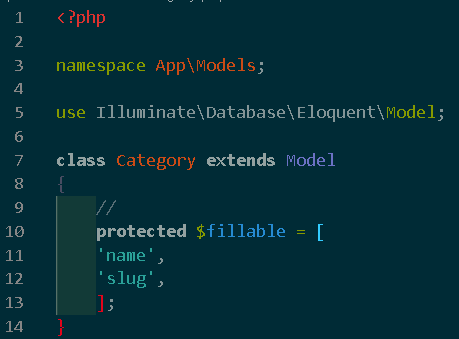 1 <?php
2
3 namespace App\Models;
4
5 use Illuminate\Database\Eloquent\Model;
6
7 class Category extends Model
8 {
9     //
10     protected $fillable = [
11     'name',
12     'slug',
13     ];
14 }